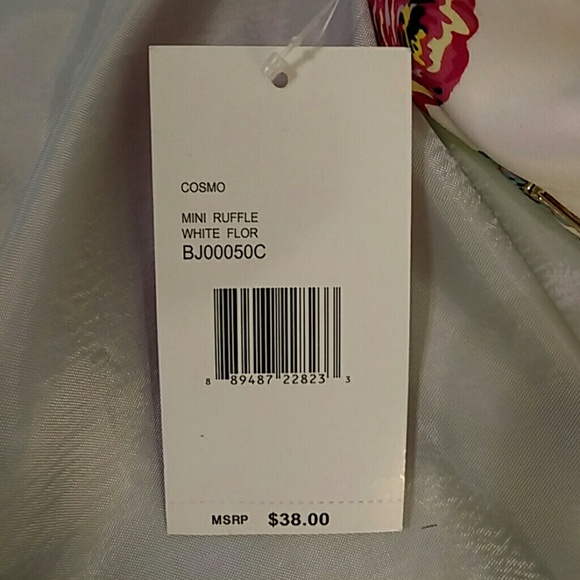 COSMO
MINI RUFFLE
WHITE FLOR
BJ00050C
8 89487 22823 3
MSRP $38.00